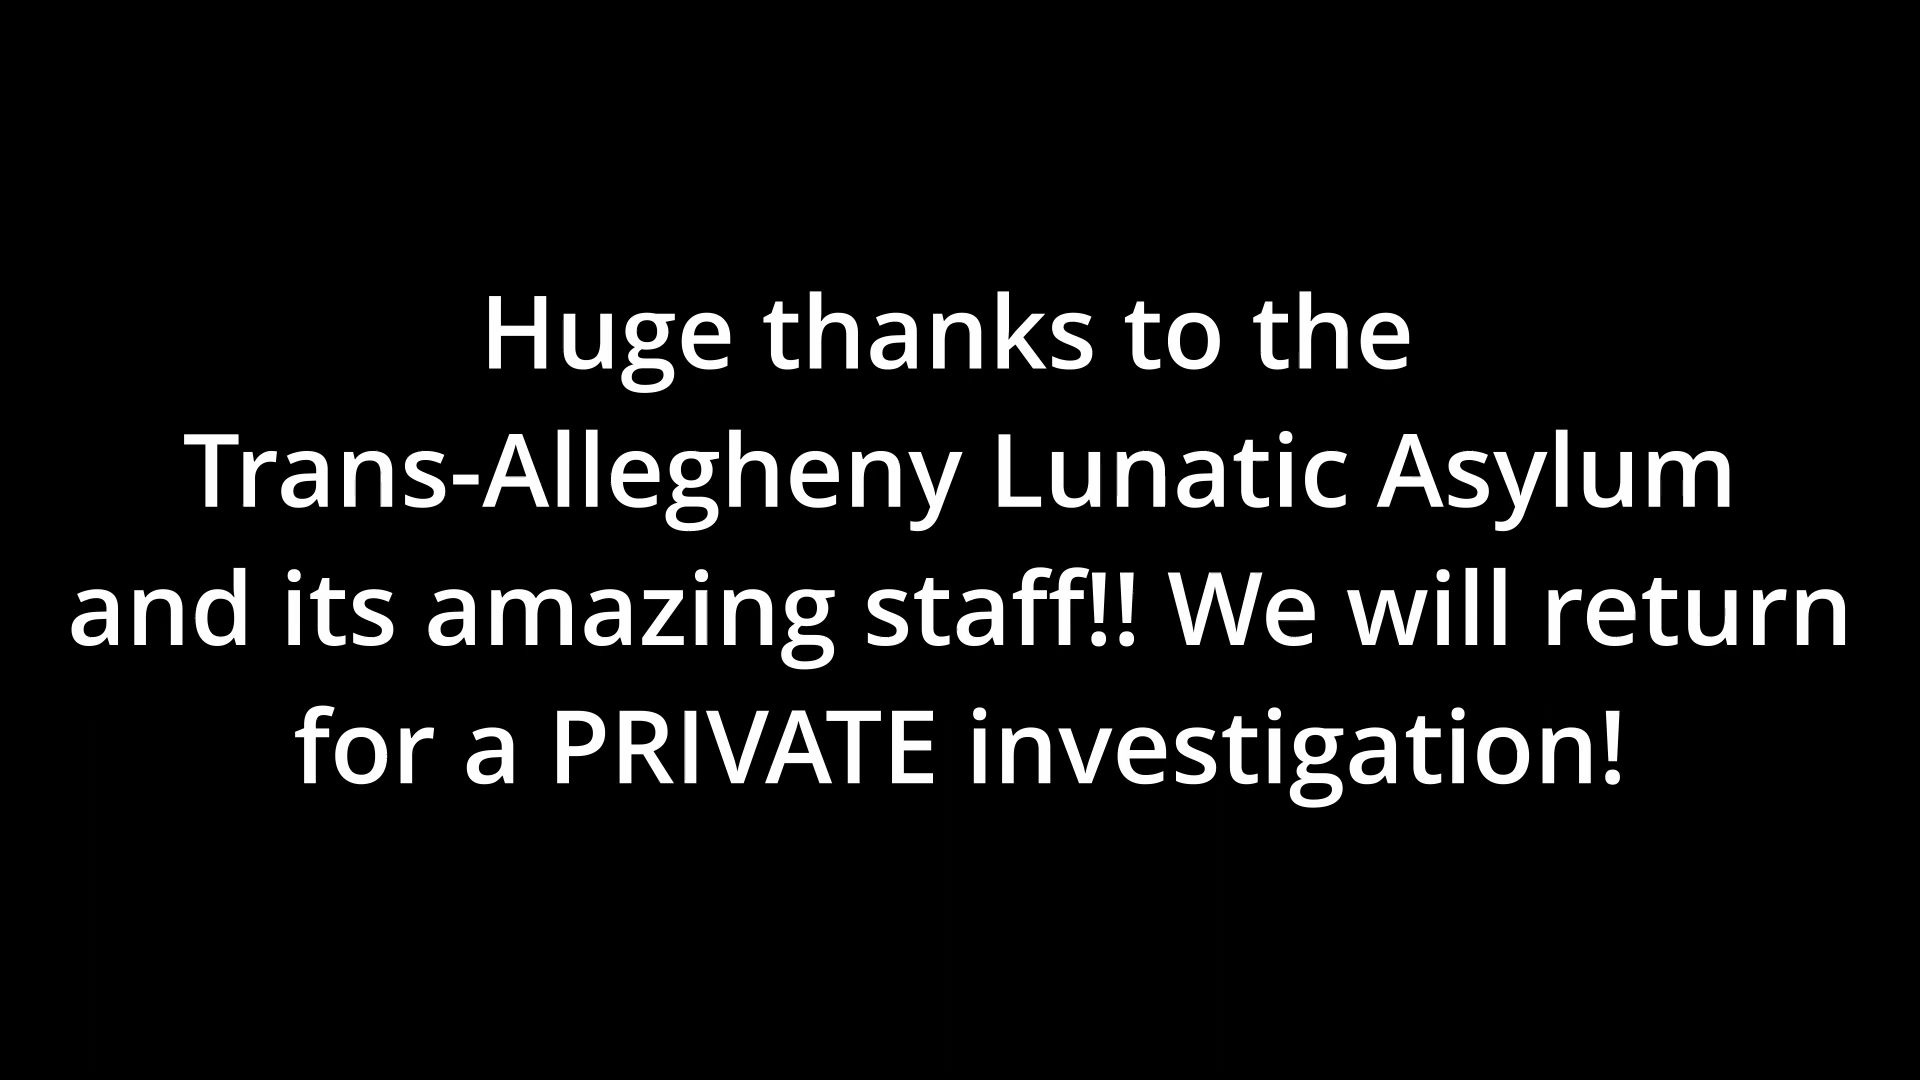 Huge thanks to the
Trans-Allegheny Lunatic Asylum
and its amazing staff!! We will return
for a PRIVATE investigation!